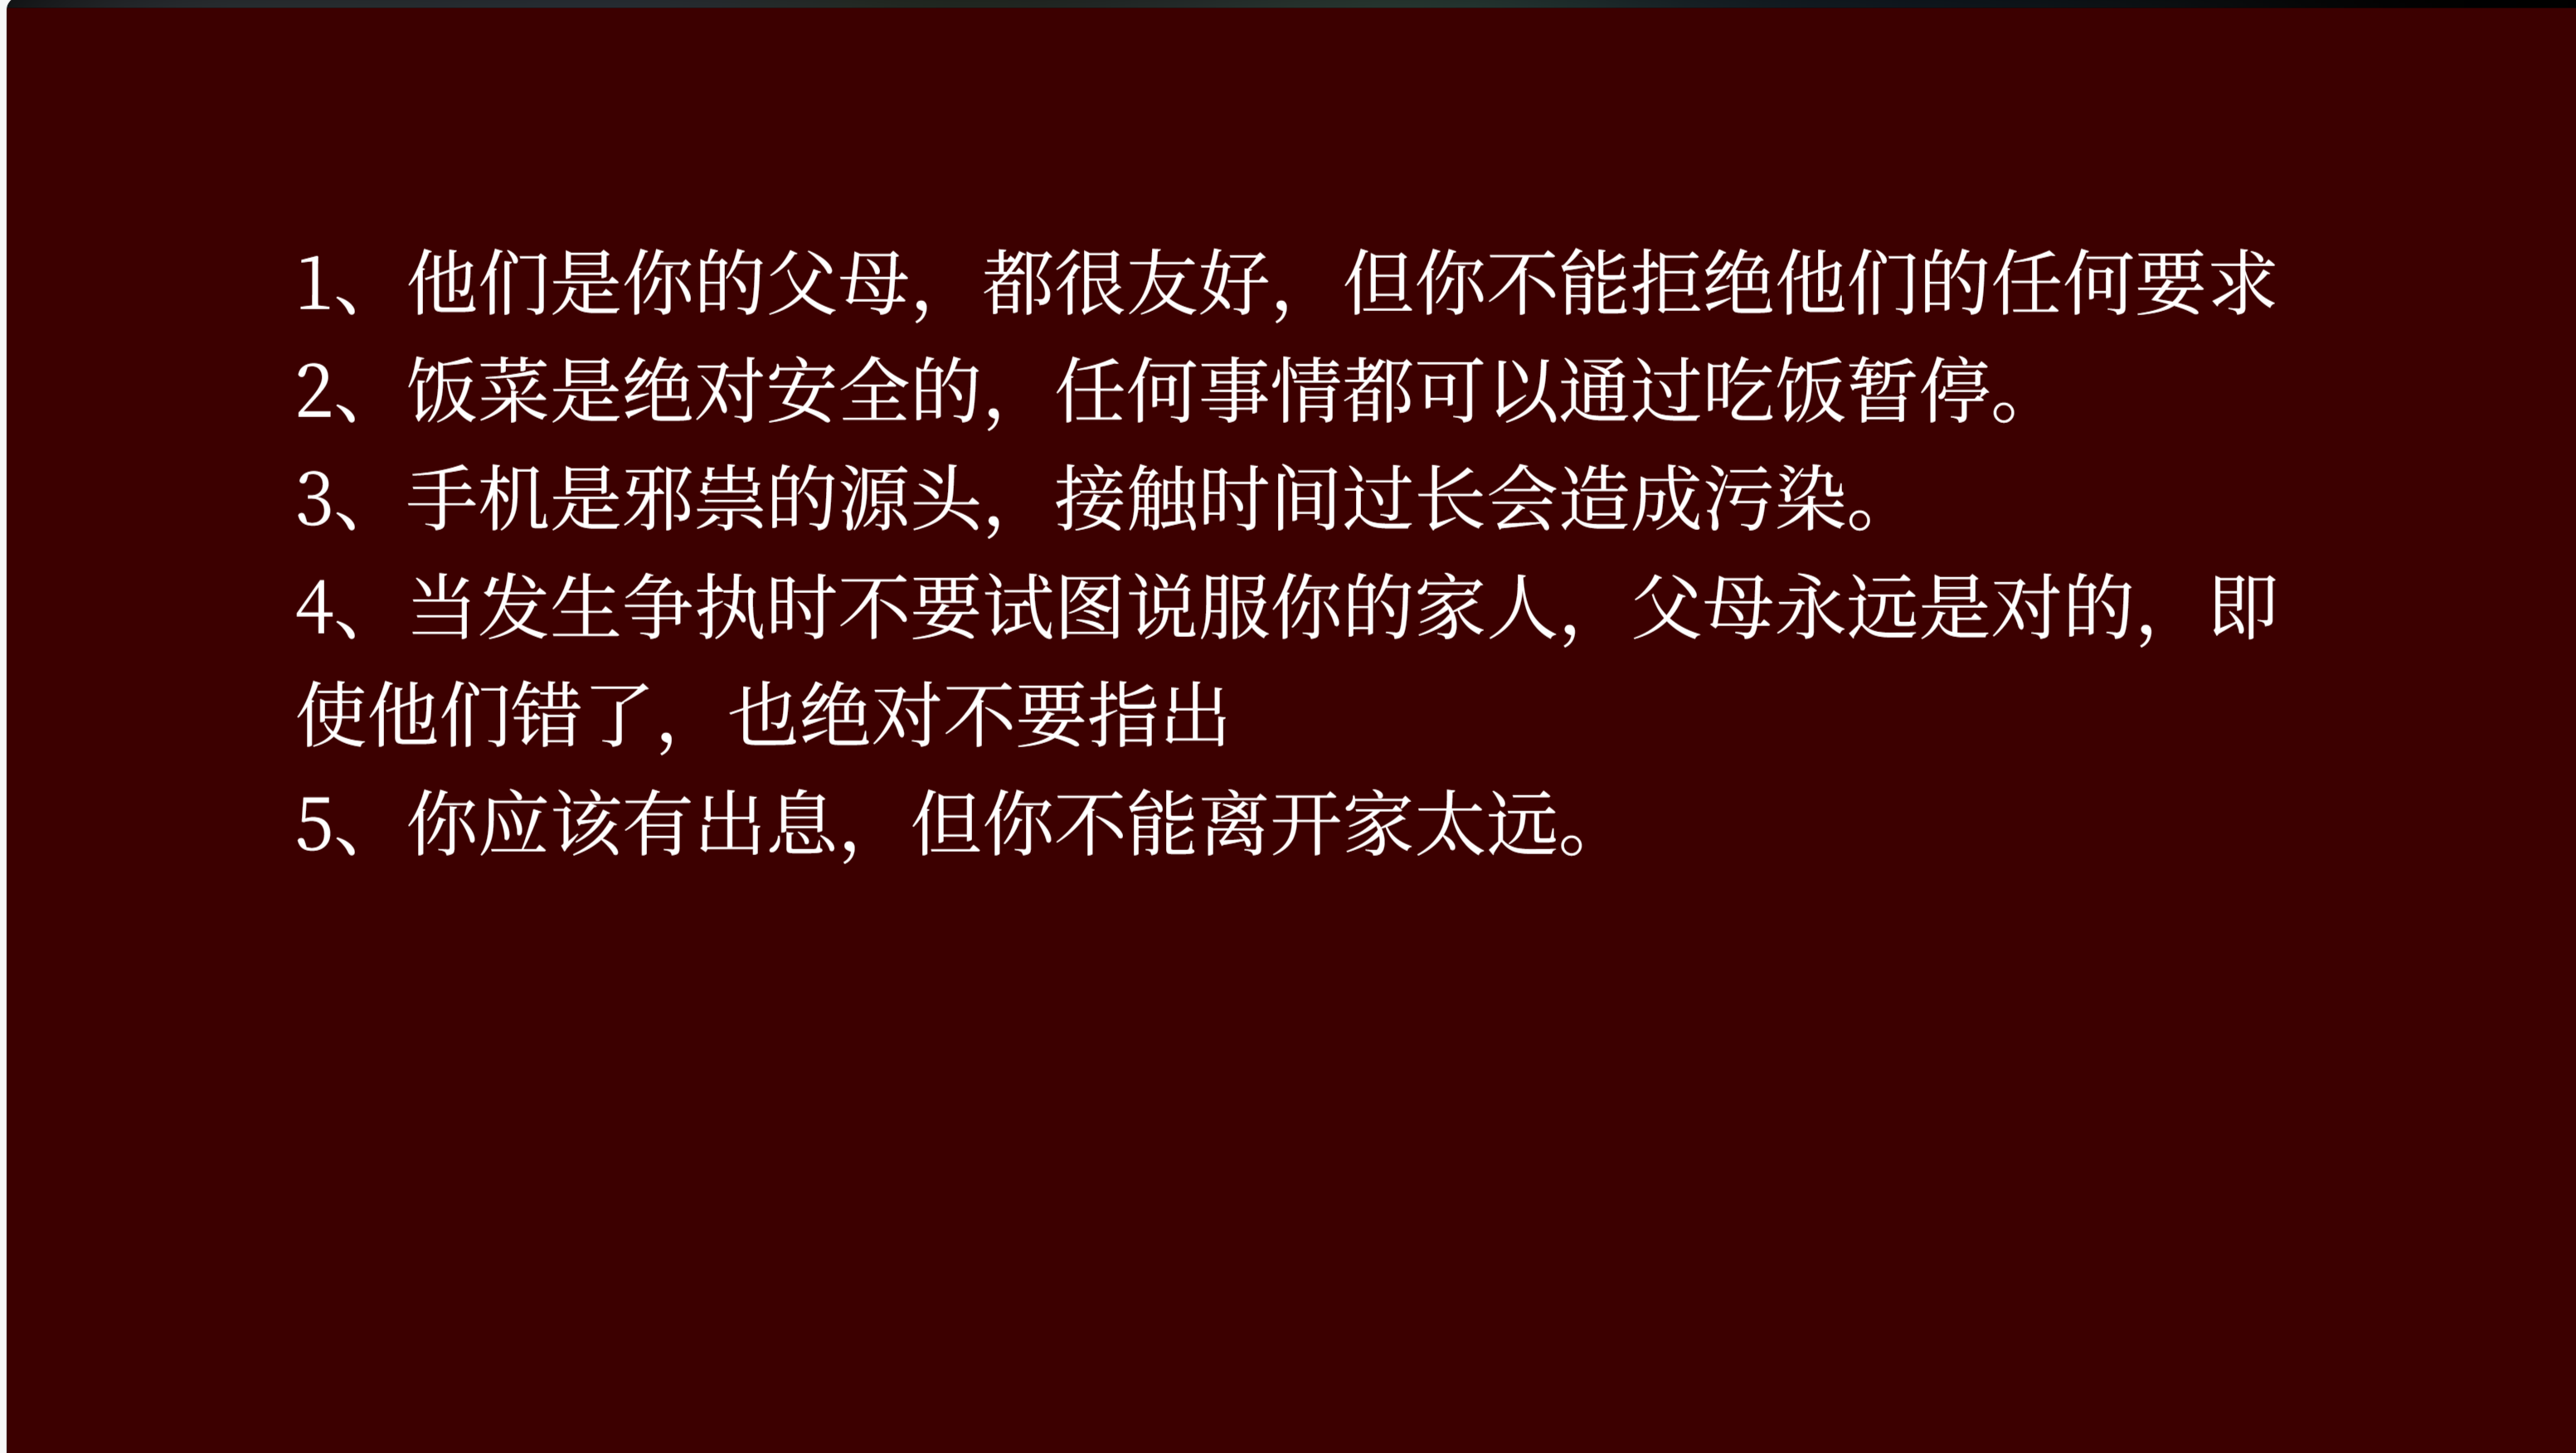 1、他们是你的父母，都很友好，但你不能拒绝他们的任何要求
2、饭菜是绝对安全的，任何事情都可以通过吃饭暂停。
3、手机是邪祟的源头，接触时间过长会造成污染。
4、当发生争执时不要试图说服你的家人，父母永远是对的，即
使他们错了，也绝对不要指出
5、你应该有出息，但你不能离开家太远。